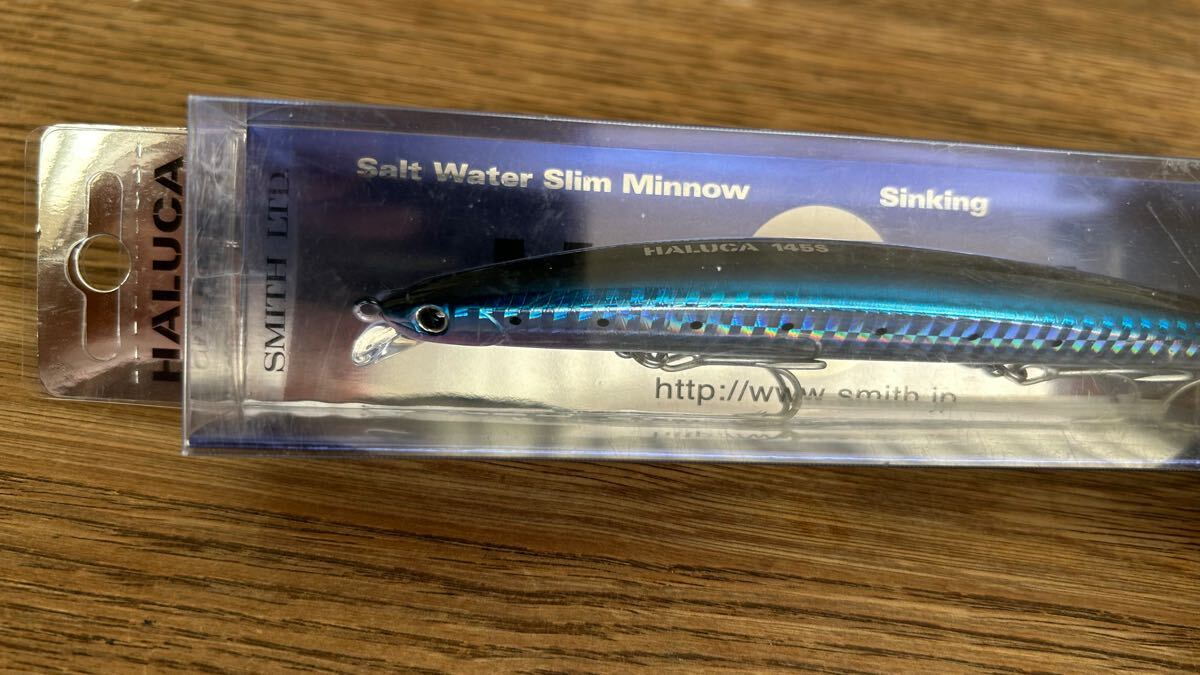 HALUCA
SMITH LTD
Salt Water Slim Minnow
Sinking
HALUCA 145S
http://www.smith.jp